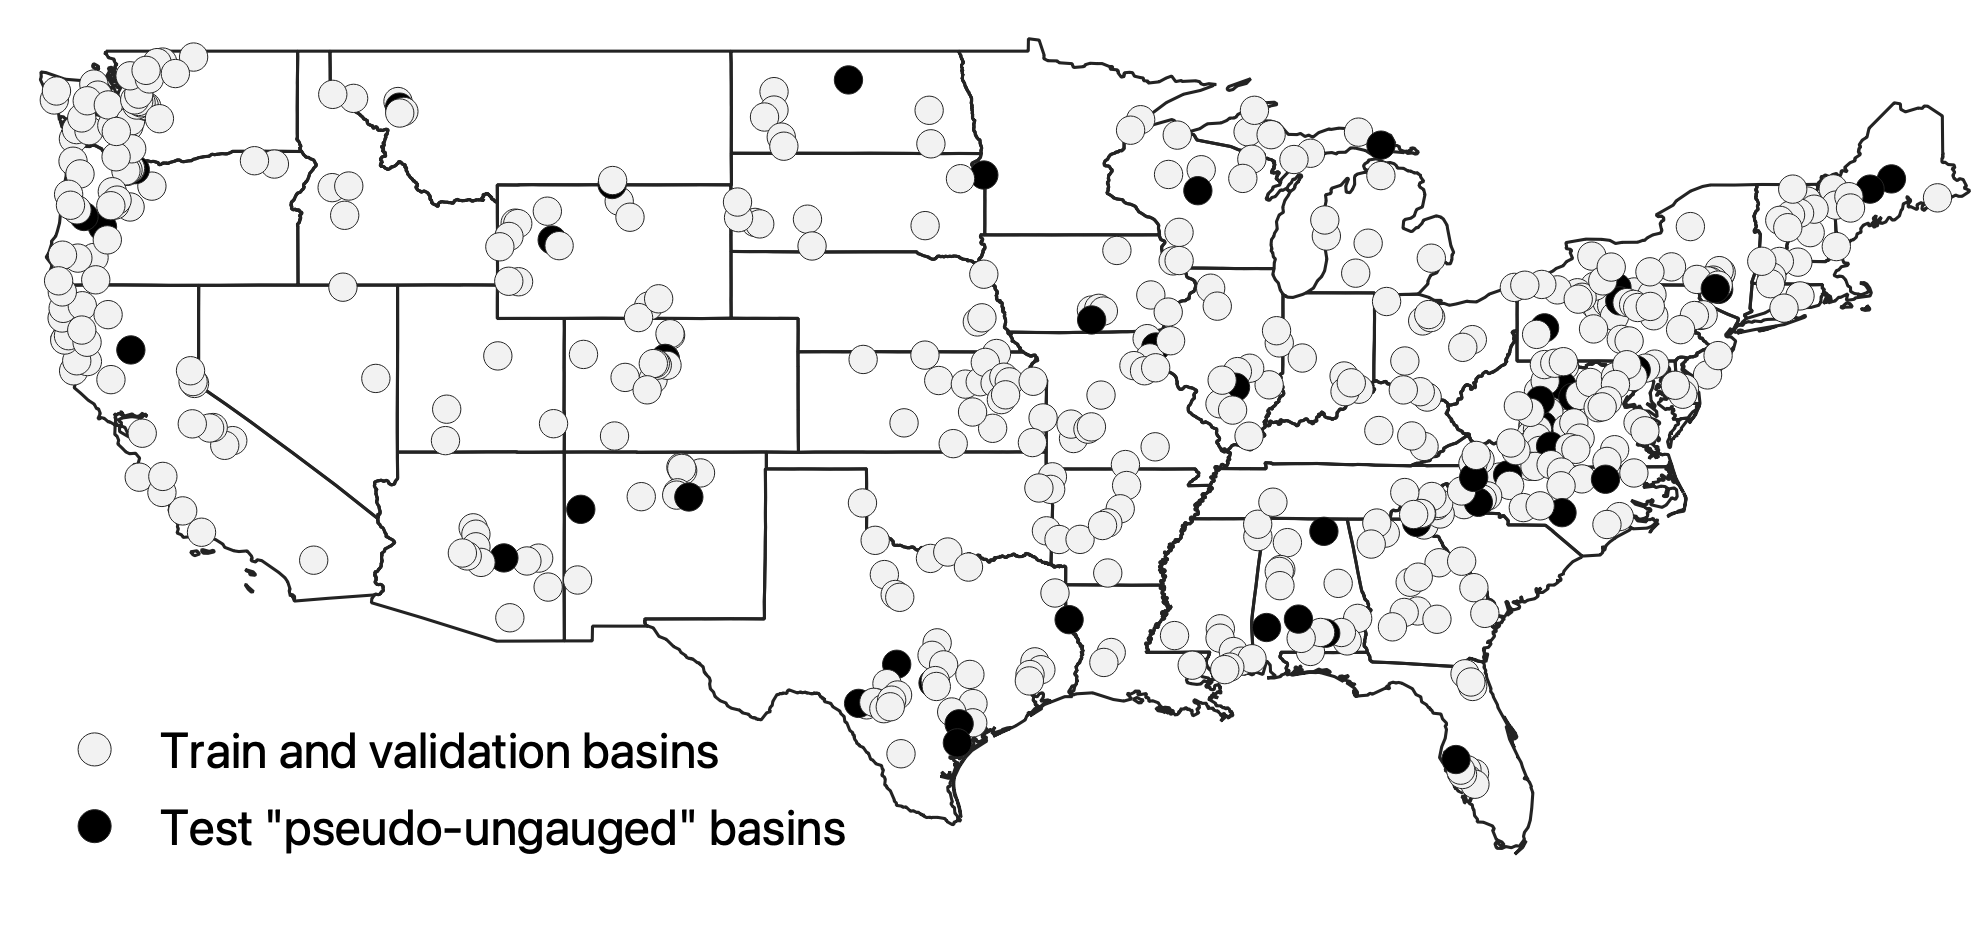 Train and validation basins
Test "pseudo-ungauged" basins